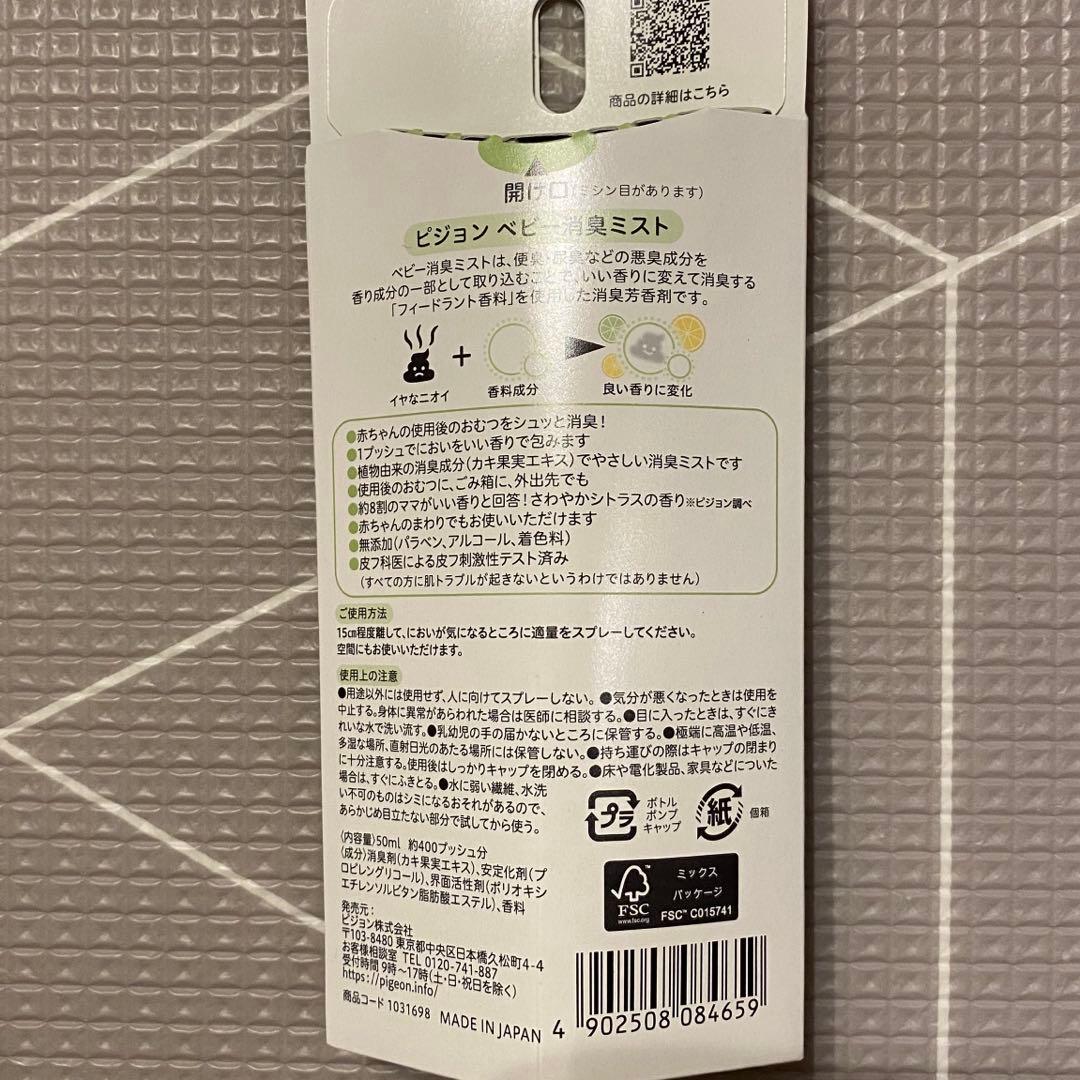 商品の詳細はこちら
開け口(ミシン目があります)
ピジョン ベビー消臭ミスト
ベビー消臭ミストは、便臭・尿臭などの悪臭成分を
香り成分の一部として取り込むことで、いい香りに変えて消臭する
「フィードラント香料」を使用した消臭芳香剤です。
イヤなニオイ
+
香料成分
良い香りに変化
●赤ちゃんの使用後のおむつをシュッと消臭!
●1プッシュでにおいをいい香りで包みます
●植物由来の消臭成分(カキ果実エキス)でやさしい消臭ミストです
●使用後のおむつに、ごみ箱に、外出先でも
●約8割のママがいい香りと回答!さわやかシトラスの香り※ピジョン調べ
●赤ちゃんのまわりでもお使いいただけます
●無添加(パラベン、アルコール、着色料)
●皮フ科医による皮フ刺激性テスト済み
(すべての方に肌トラブルが起きないというわけではありません)
ご使用方法
15cm程度離して、においが気になるところに適量をスプレーしてください。
空間にもお使いいただけます。
使用上の注意
●用途以外には使用せず、人に向けてスプレーしない。●気分が悪くなったときは使用を
中止する。身体に異常があらわれた場合は医師に相談する。●目に入ったときは、すぐにき
れいな水で洗い流す。●乳幼児の手の届かないところに保管する。●極端に高温や低温、
多湿な場所、直射日光のあたる場所には保管しない。●持ち運びの際はキャップの閉まり
に十分注意する。使用後はしっかりキャップを閉める。●床や電化製品、家具などについた
場合は、すぐにふきとる。●水に弱い繊維、水洗
い不可のものはシミになるおそれがあるので、
あらかじめ目立たない部分で試してから使う。
プラ
ボトル
ポンプ
キャップ
紙
個箱
〈内容量〉50ml 約400プッシュ分
〈成分〉消臭剤(カキ果実エキス)、安定化剤(プ
ロピレングリコール)、界面活性剤(ポリオキシ
エチレンソルビタン脂肪酸エステル)、香料
FSC
www.fsc.org
ミックス
パッケージ
FSC™ C015741
発売元:
ピジョン株式会社
〒103-8480 東京都中央区日本橋久松町4-4
お客様相談室 TEL 0120-741-887
受付時間 9時〜17時(土・日・祝日を除く)
https://pigeon.info/
商品コード 1031698 MADE IN JAPAN
4 902508 084659